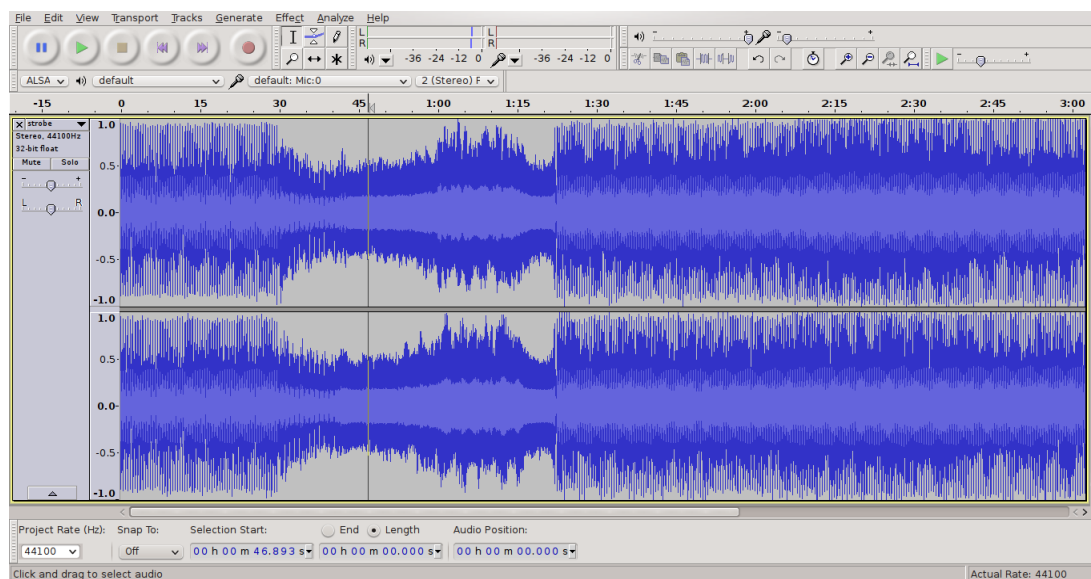 File Edit View Transport Tracks Generate Effect Analyze Help
L
R
-36 -24 -12 0
L
R
-36 -24 -12 0
- +
- +
- +
ALSA default default: Mic:0 2 (Stereo) F
-15 0 15 30 45 1:00 1:15 1:30 1:45 2:00 2:15 2:30 2:45 3:00
X strobe
Stereo, 44100Hz
32-bit float
Mute Solo
- +
L R
1.0
0.5-
0.0-
-0.5-
-1.0
1.0
0.5-
0.0-
-0.5-
-1.0
Project Rate (Hz): Snap To: Selection Start: End Length Audio Position:
44100 Off 00 h 00 m 46.893 s 00 h 00 m 00.000 s 00 h 00 m 00.000 s
Click and drag to select audio Actual Rate: 44100